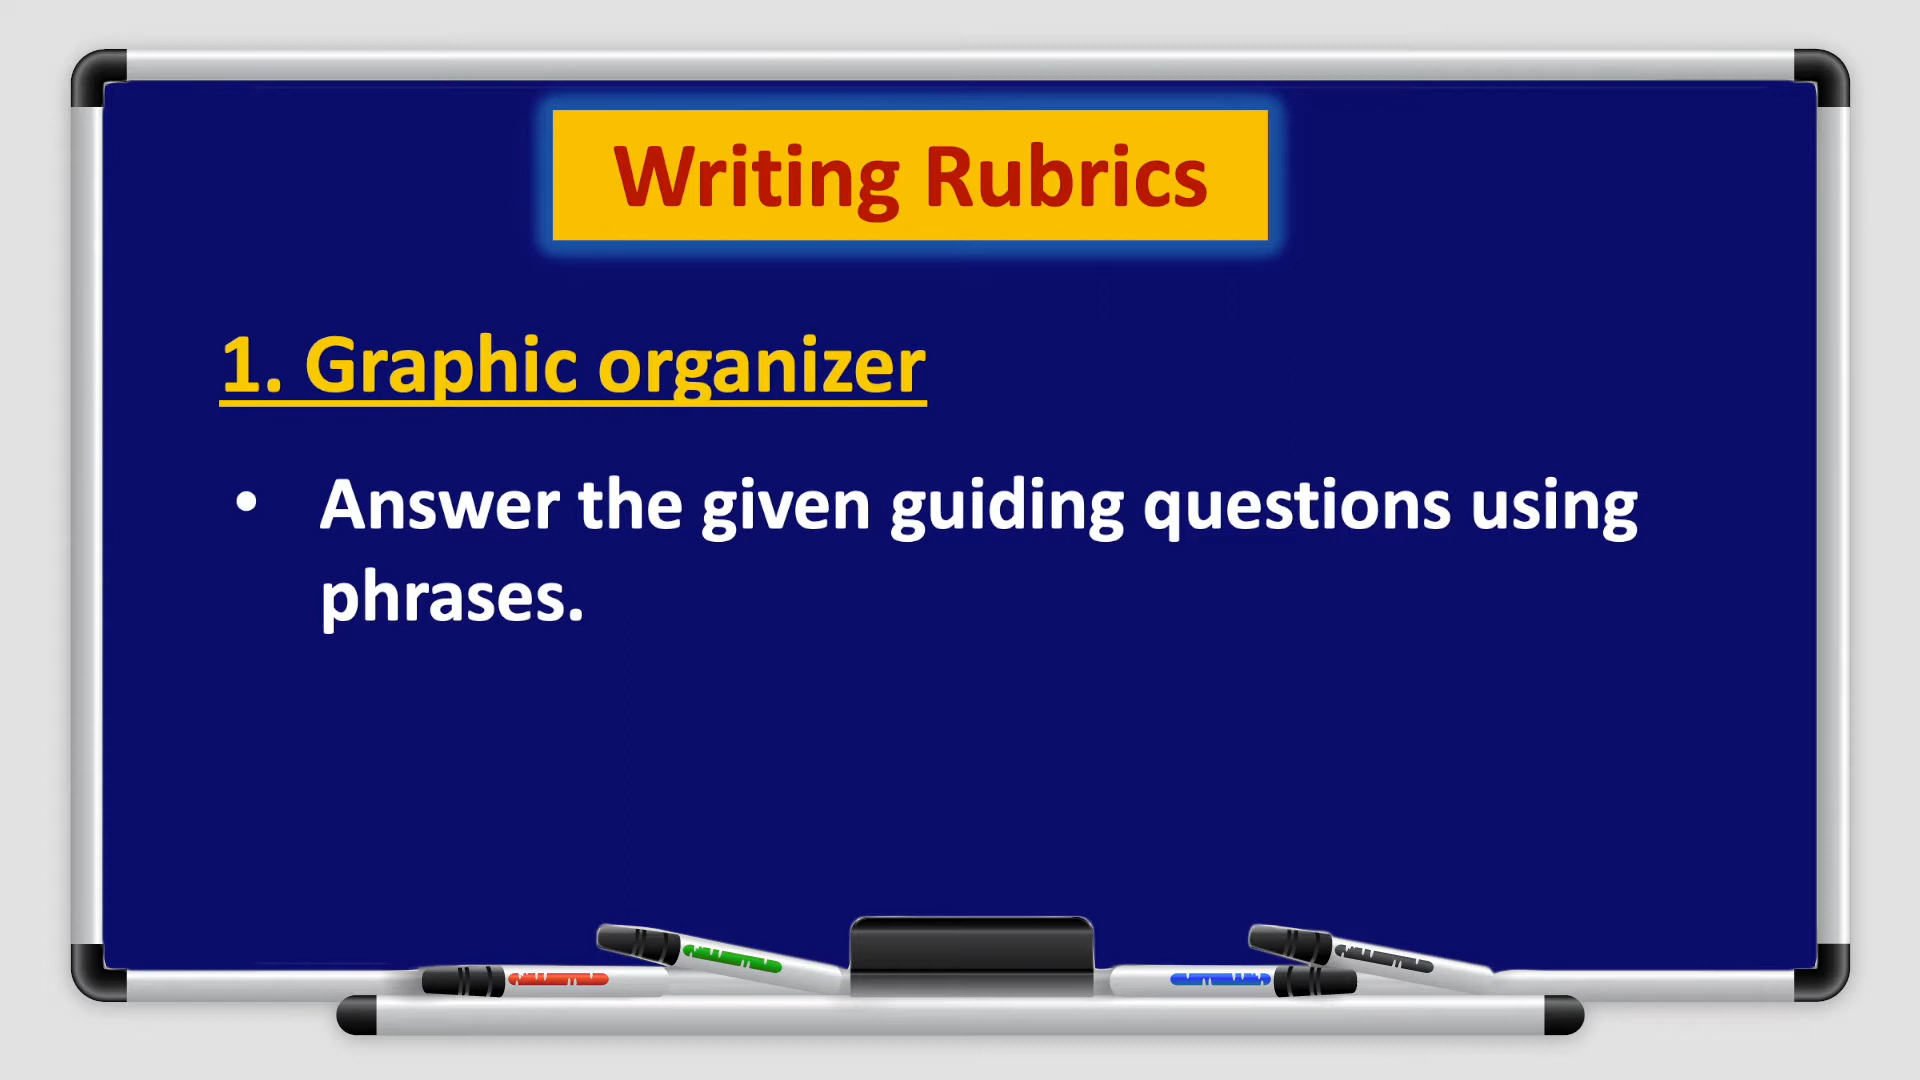 Writing Rubrics
1. Graphic organizer
• Answer the given guiding questions using
phrases.